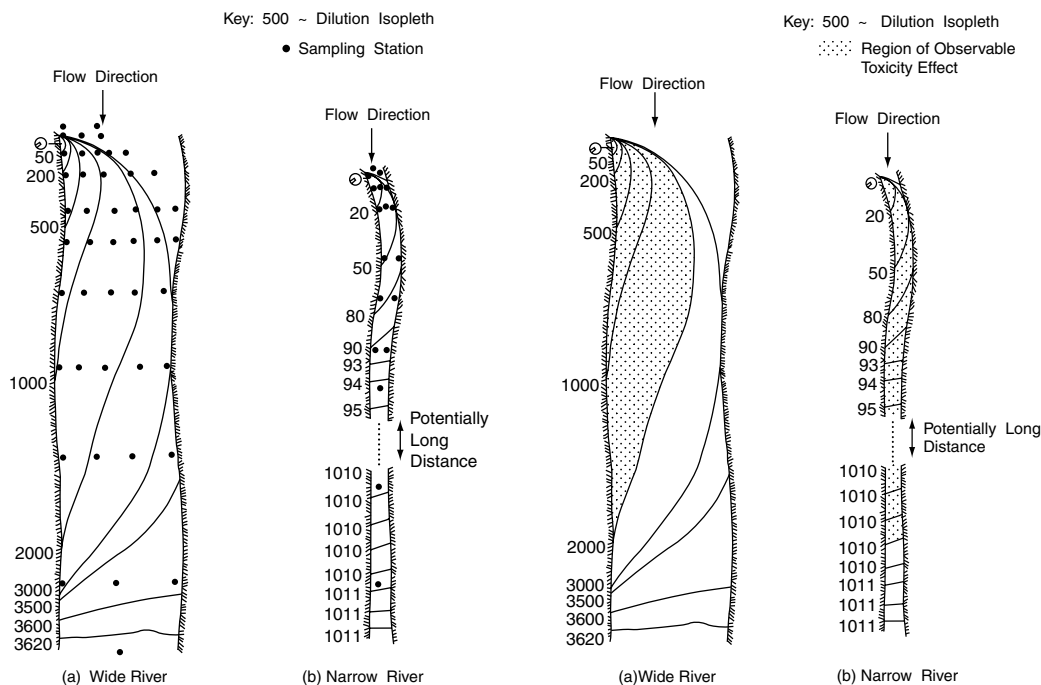 Key: 500 ~ Dilution Isopleth
Sampling Station
Flow Direction
50
200
500
1000
2000
3000
3500
3600
3620
(a) Wide River
Flow Direction
20
50
80
90
93
94
95
Potentially
Long
Distance
1010
1010
1010
1010
1010
1011
1011
1011
(b) Narrow River
Key: 500 ~ Dilution Isopleth
Region of Observable
Toxicity Effect
Flow Direction
50
200
500
1000
2000
3000
3500
3600
3620
(a)Wide River
Flow Direction
20
50
80
90
93
94
95
Potentially Long
Distance
1010
1010
1010
1010
1010
1011
1011
1011
(b) Narrow River